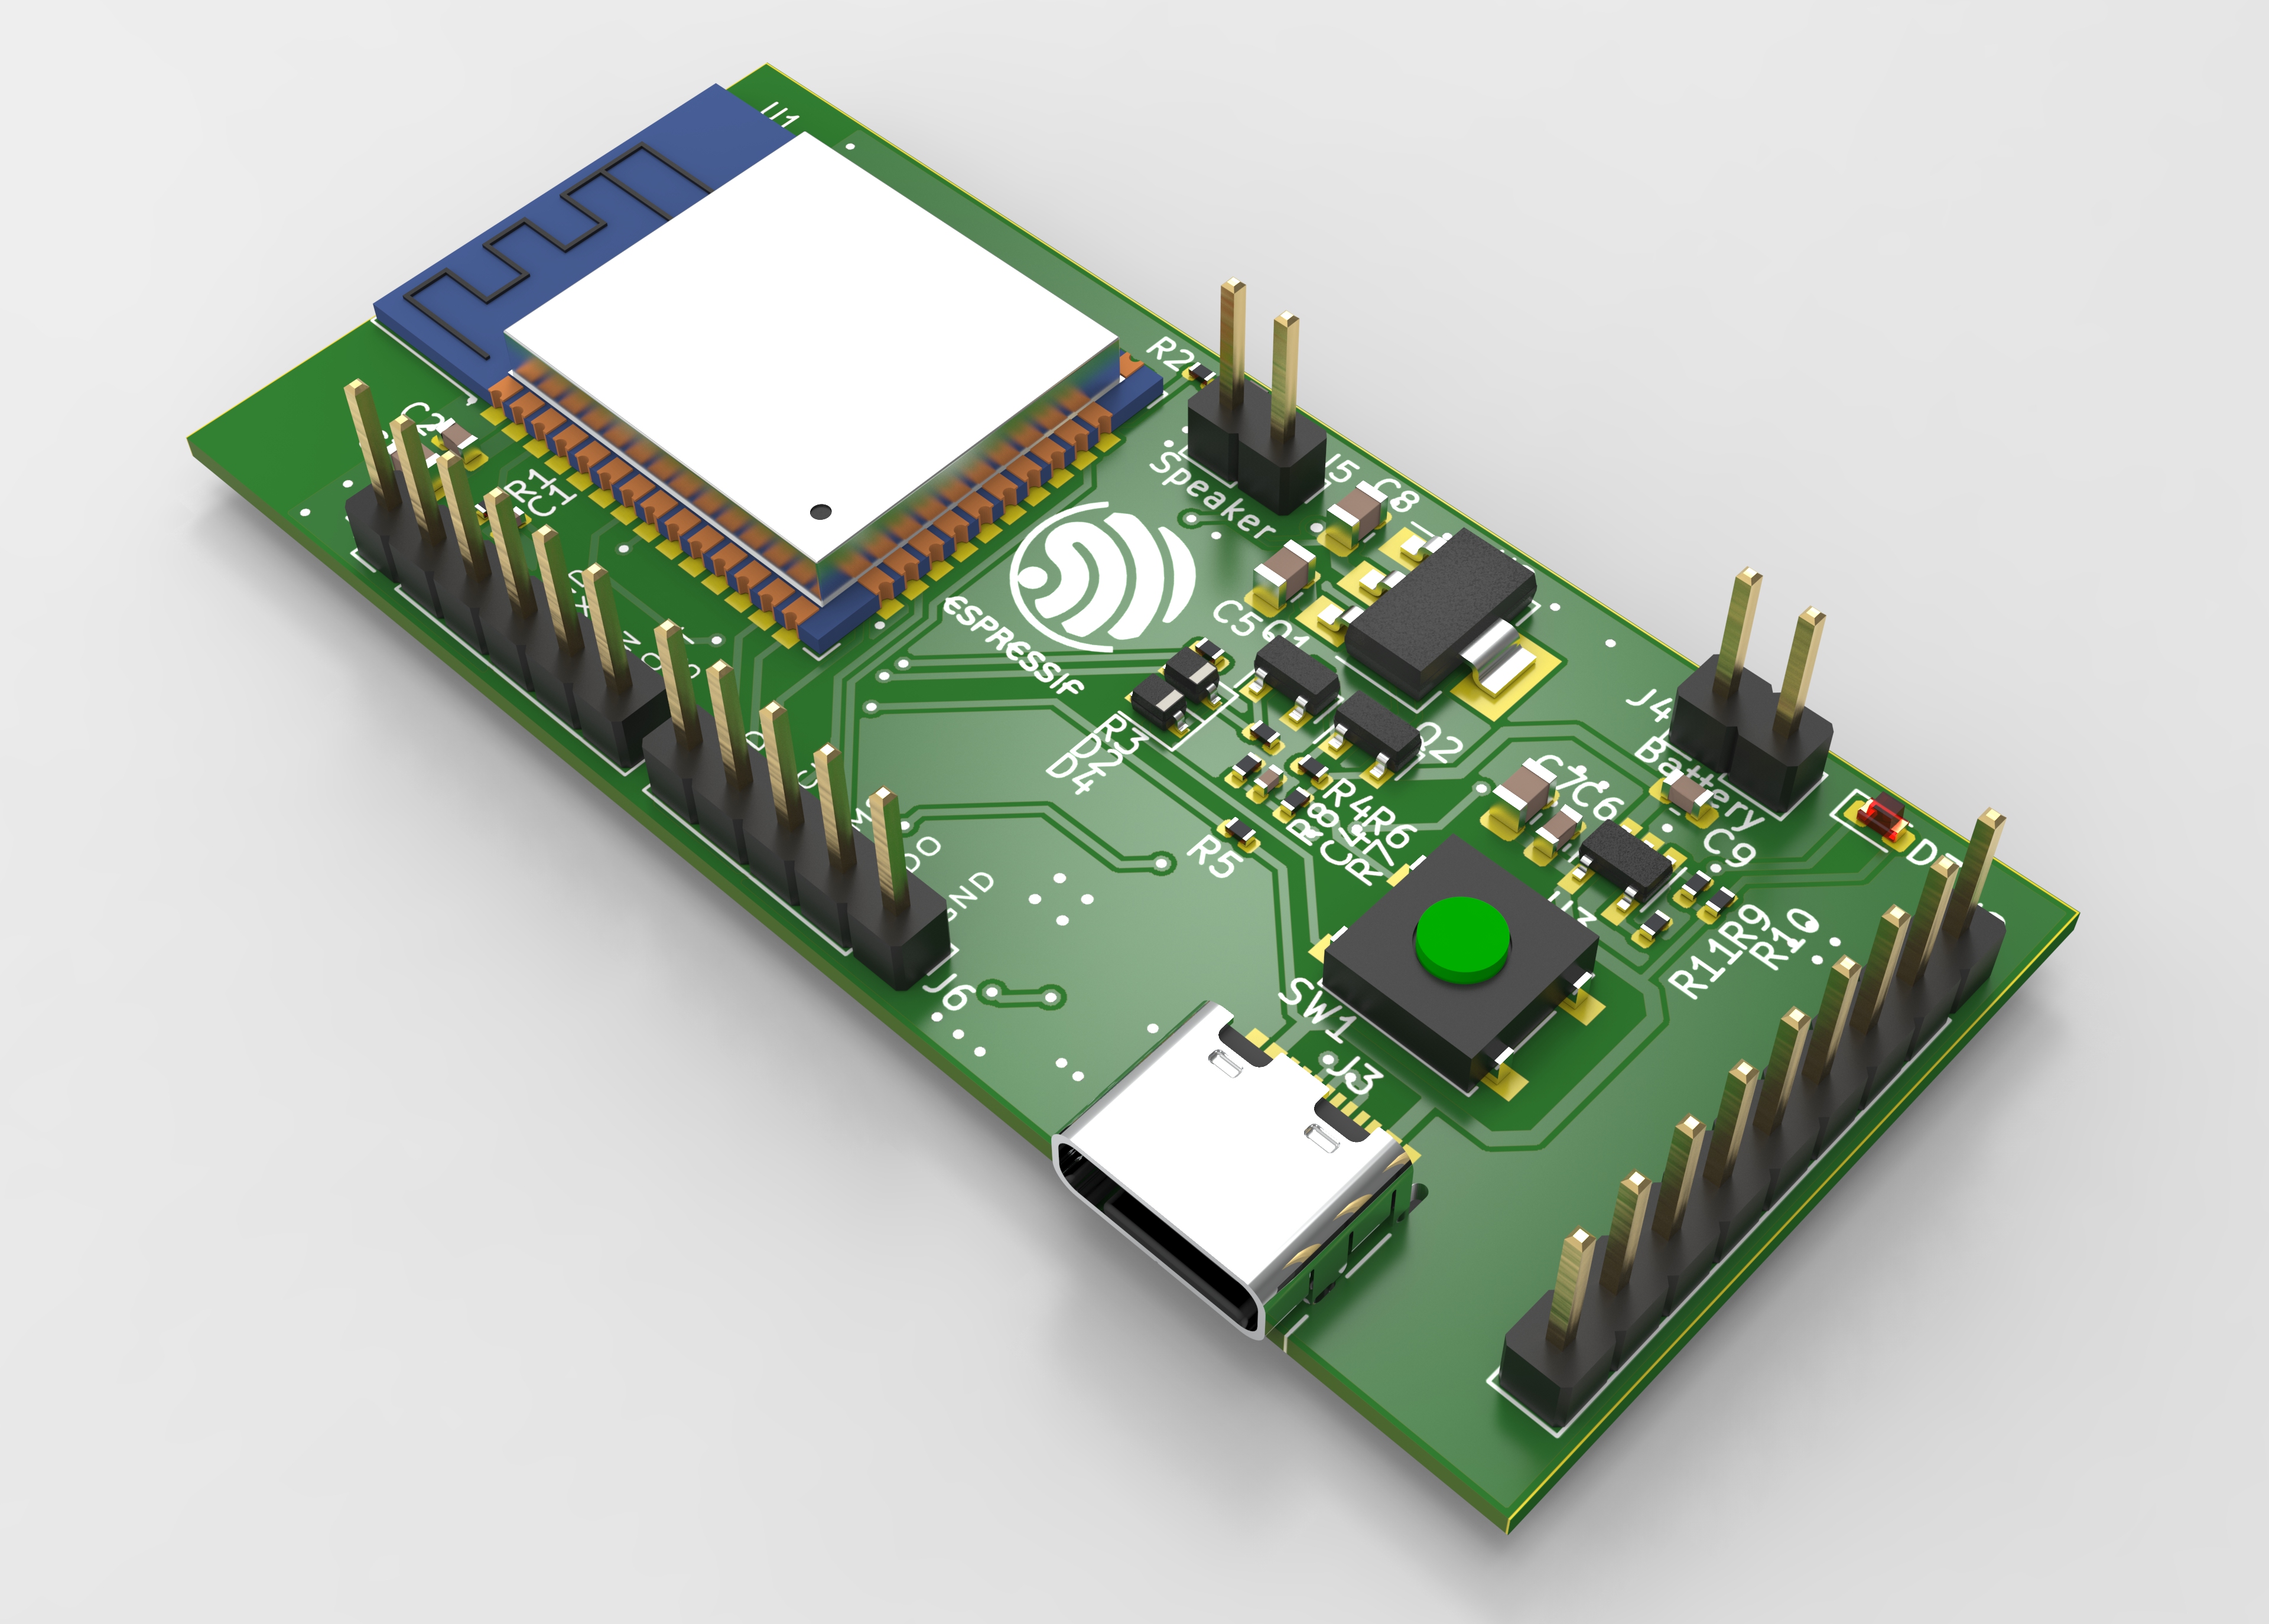 U1
R2
C2
R1
C1
Speaker
J5
C8
ESPRESSIF
C5
Q1
Q2
R3
D2
D4
J4
Battery
C7
C6
R4
R6
R5
C9
SW1
J3
R11
R9
R10
GND
J6